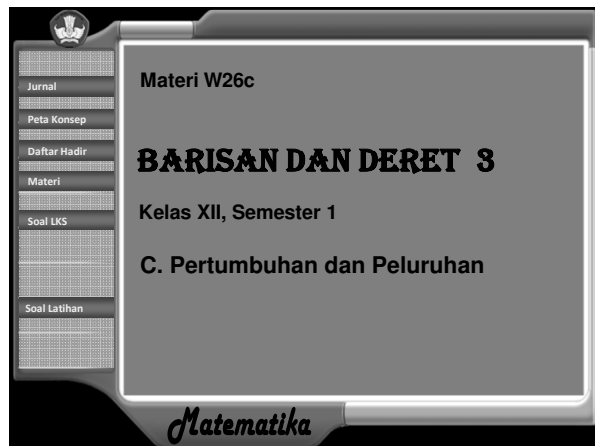 Jurnal
Peta Konsep
Daftar Hadir
Materi
Soal LKS
Soal Latihan
Materi W26c
BARISAN DAN DERET 3
Kelas XII, Semester 1
C. Pertumbuhan dan Peluruhan
Matematika